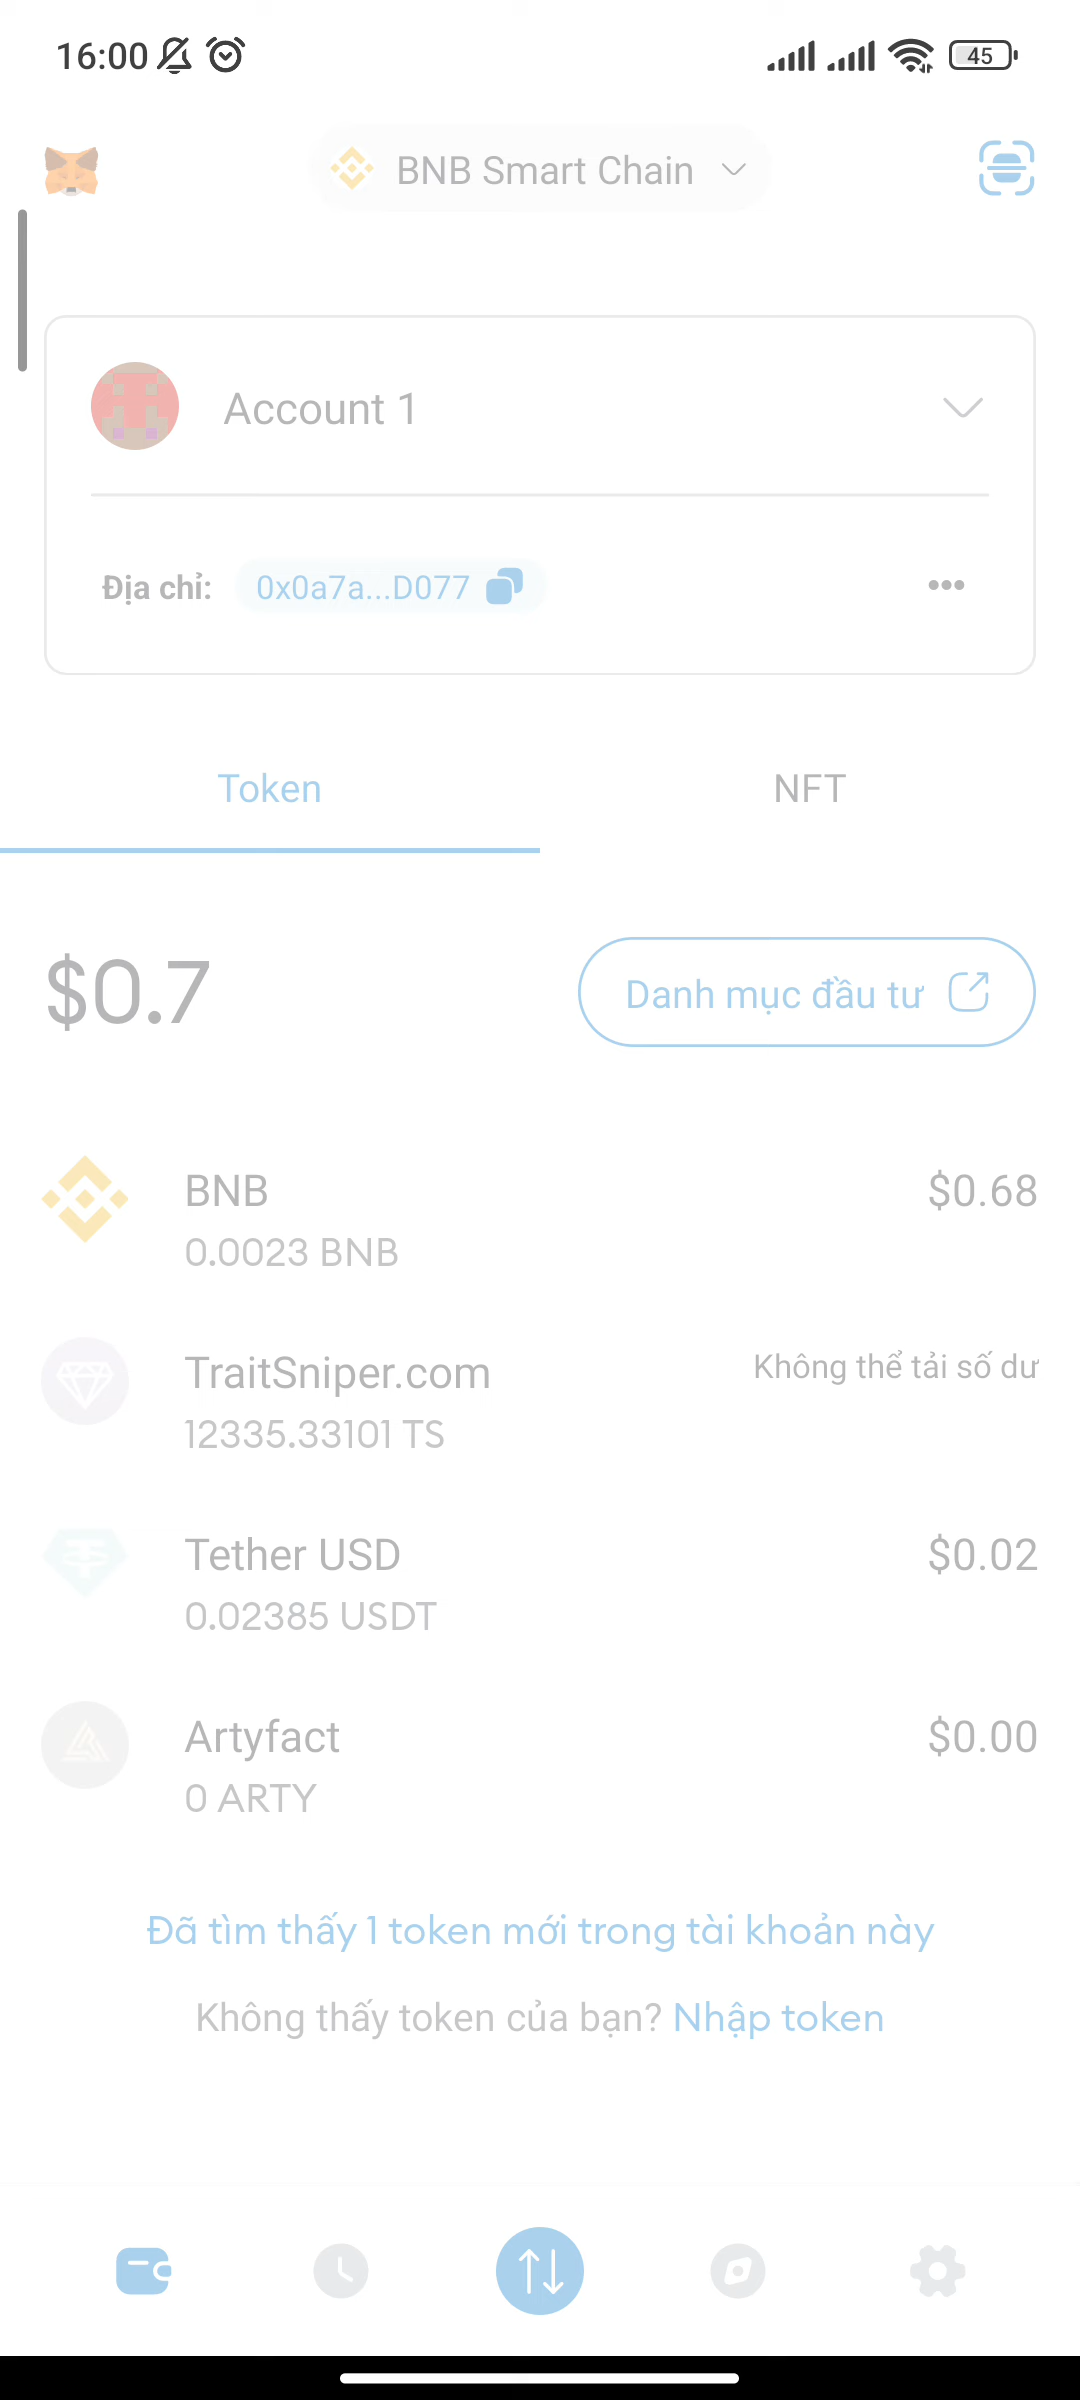 16:00
45
BNB Smart Chain
Account 1
Địa chỉ: 0x0a7a...D077
Token
NFT
$0.7
Danh mục đầu tư
BNB
$0.68
0.0023 BNB
TraitSniper.com
Không thể tải số dư
12335.33101 TS
Tether USD
$0.02
0.02385 USDT
Artyfact
$0.00
0 ARTY
Đã tìm thấy 1 token mới trong tài khoản này
Không thấy token của bạn? Nhập token